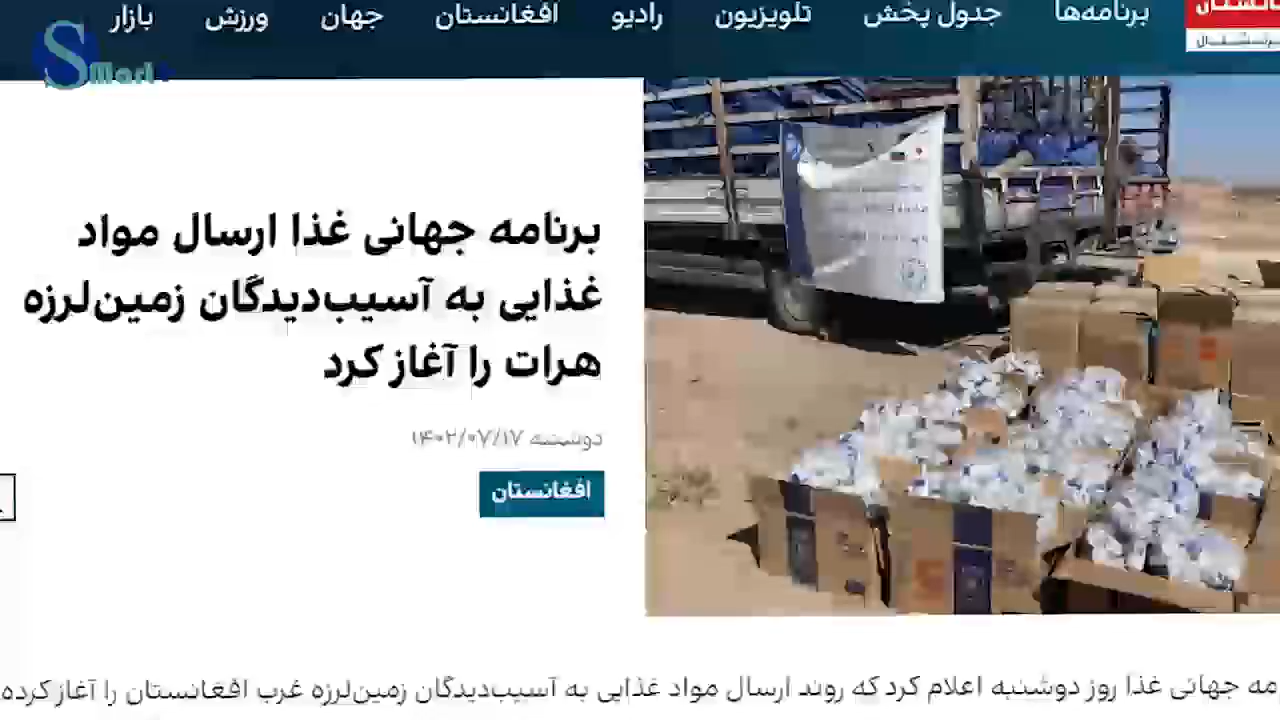 برنامه‌ها جدول پخش تلویزیون رادیو افغانستان جهان ورزش بازار
Smart
برنامه جهانی غذا ارسال مواد
غذایی به آسیب‌دیدگان زمین‌لرزه
هرات را آغاز کرد
دوشنبه ۱۴۰۲/۰۷/۱۷
افغانستان
جهانی غذا روز دوشنبه اعلام کرد که روند ارسال مواد غذایی به آسیب‌دیدگان زمین‌لرزه غرب افغانستان را آغاز کرده